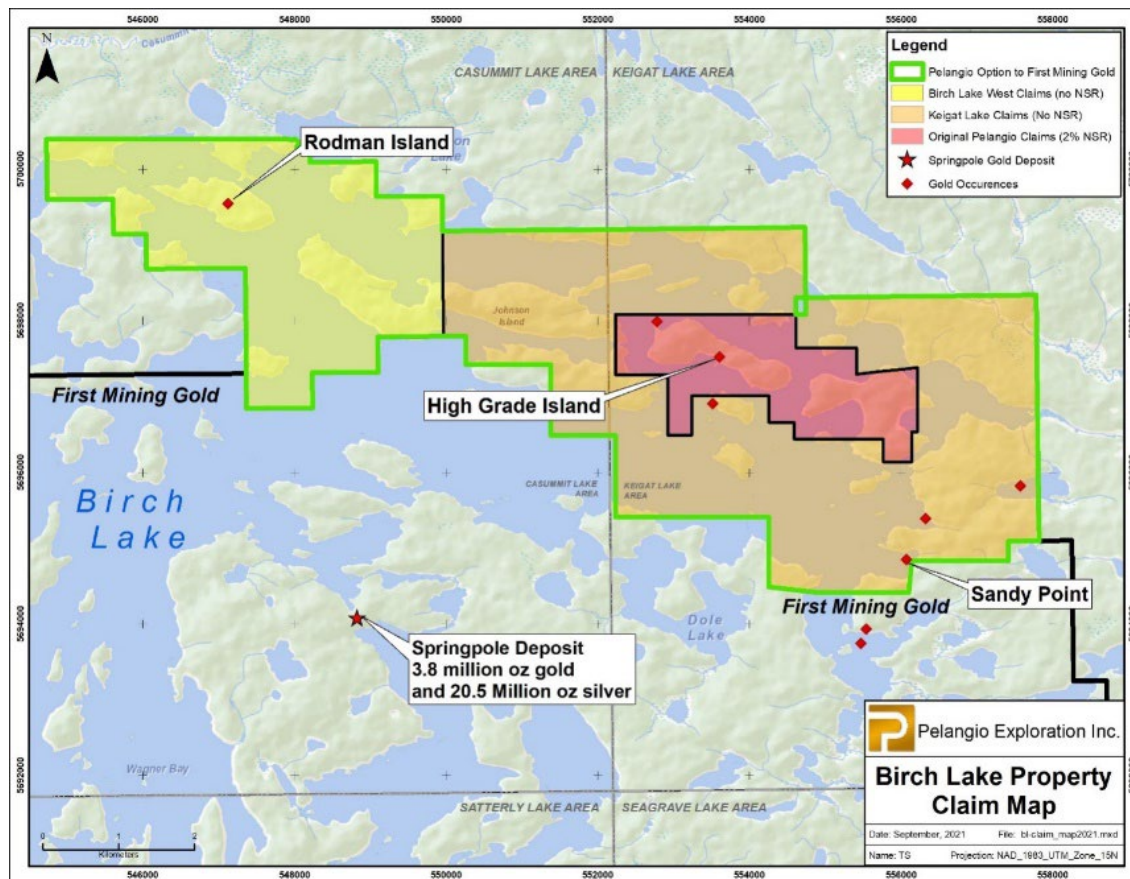 546000 548000 550000 552000 554000 556000 558000
N
Casummit
CASUMMIT LAKE AREA KEIGAT LAKE AREA
Legend
Pelangio Option to First Mining Gold
Birch Lake West Claims (no NSR)
Keigat Lake Claims (No NSR)
Original Pelangio Claims (2% NSR)
Springpole Gold Deposit
Gold Occurences
Rodman Island
Lake
5700000
Johnson
Island
5698000
First Mining Gold
High Grade Island
5696000
CASUMMIT LAKE
AREA
KEIGAT LAKE
AREA
Birch
Lake
Sandy Point
First Mining Gold
5694000
Dole
Lake
Springpole Deposit
3.8 million oz gold
and 20.5 Million oz silver
Pelangio Exploration Inc.
Birch Lake Property
Claim Map
Date: September, 2021 File: bl-claim_map2021.mxd
Name: TS Projection: NAD_1983_UTM_Zone_15N
Wagner Bay
5692000
SATTERLY LAKE AREA SEAGRAVE LAKE AREA
0 1 2
Kilometers
546000 548000 550000 552000 554000 556000 558000